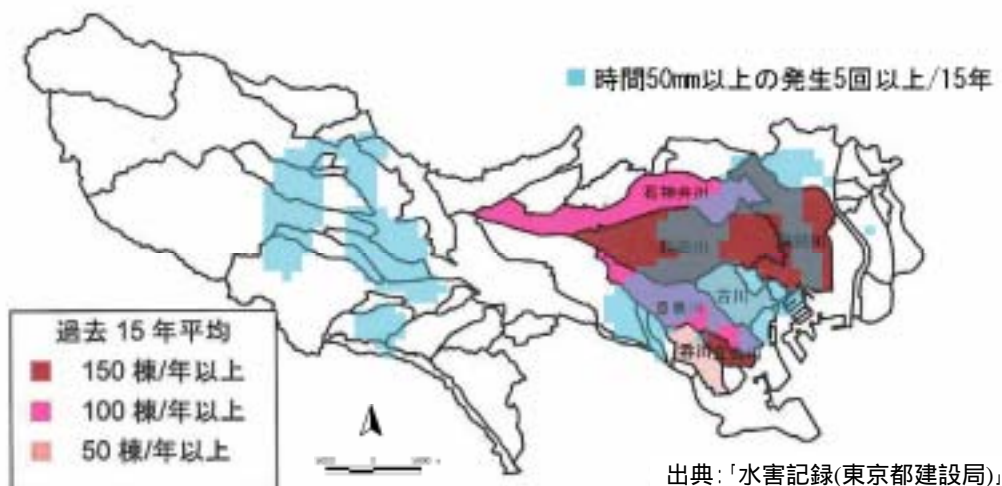 ■ 時間50mm以上の発生5回以上/15年
石神井川
古川
過去 15 年平均
150 棟/年以上
100 棟/年以上
50 棟/年以上
出典:「水害記録(東京都建設局)」